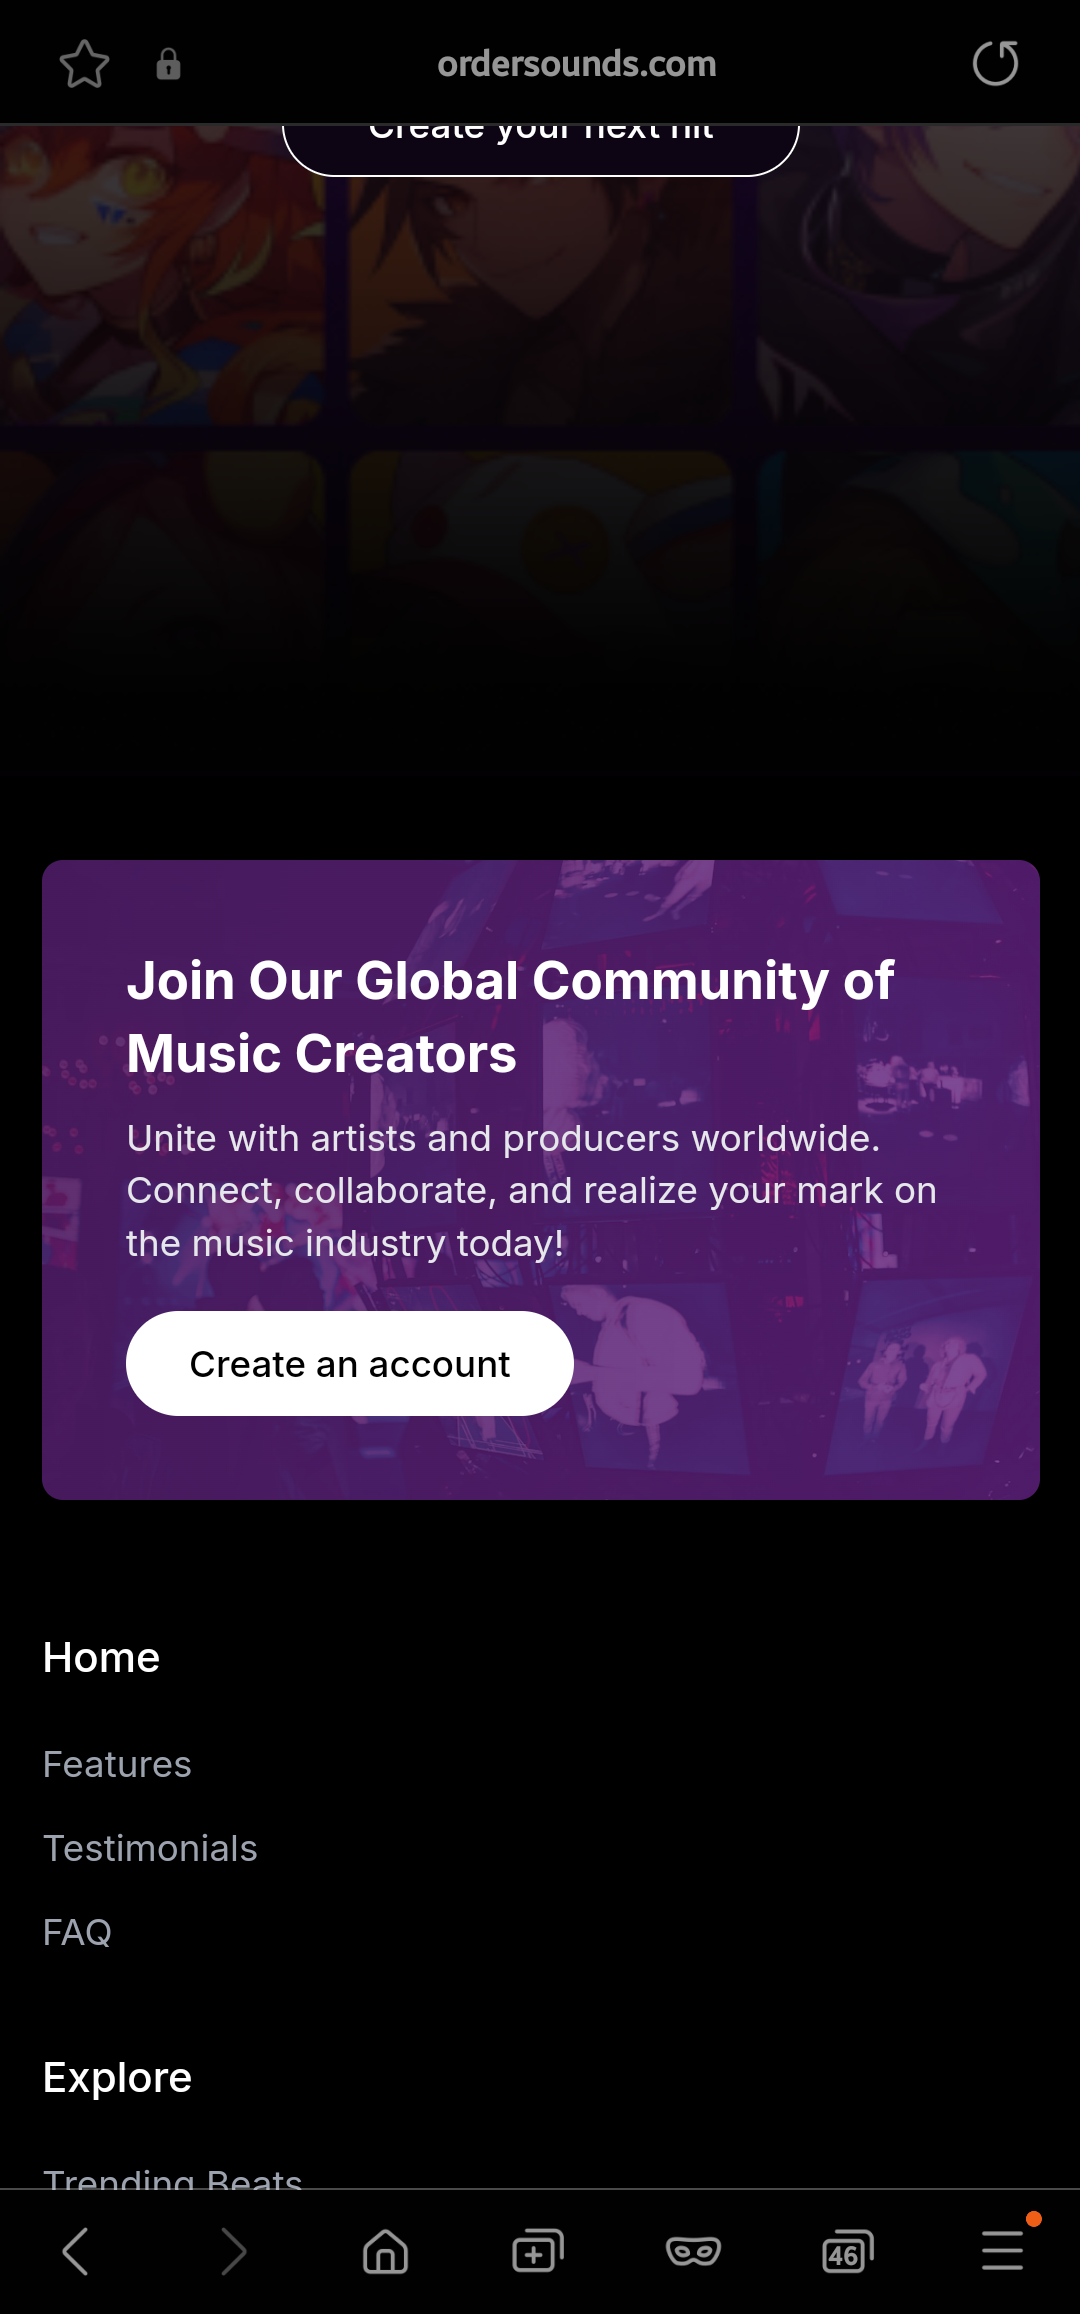 ordersounds.com
Create your next hit
Join Our Global Community of
Music Creators
Unite with artists and producers worldwide.
Connect, collaborate, and realize your mark on
the music industry today!
Create an account
Home
Features
Testimonials
FAQ
Explore
Trending Beats
46